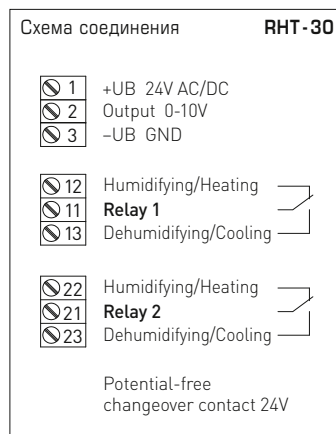 Схема соединения RHT-30
1 +UB 24V AC/DC
2 Output 0-10V
3 –UB GND
12 Humidifying/Heating
11 Relay 1
13 Dehumidifying/Cooling
22 Humidifying/Heating
21 Relay 2
23 Dehumidifying/Cooling
Potential-free
changeover contact 24V